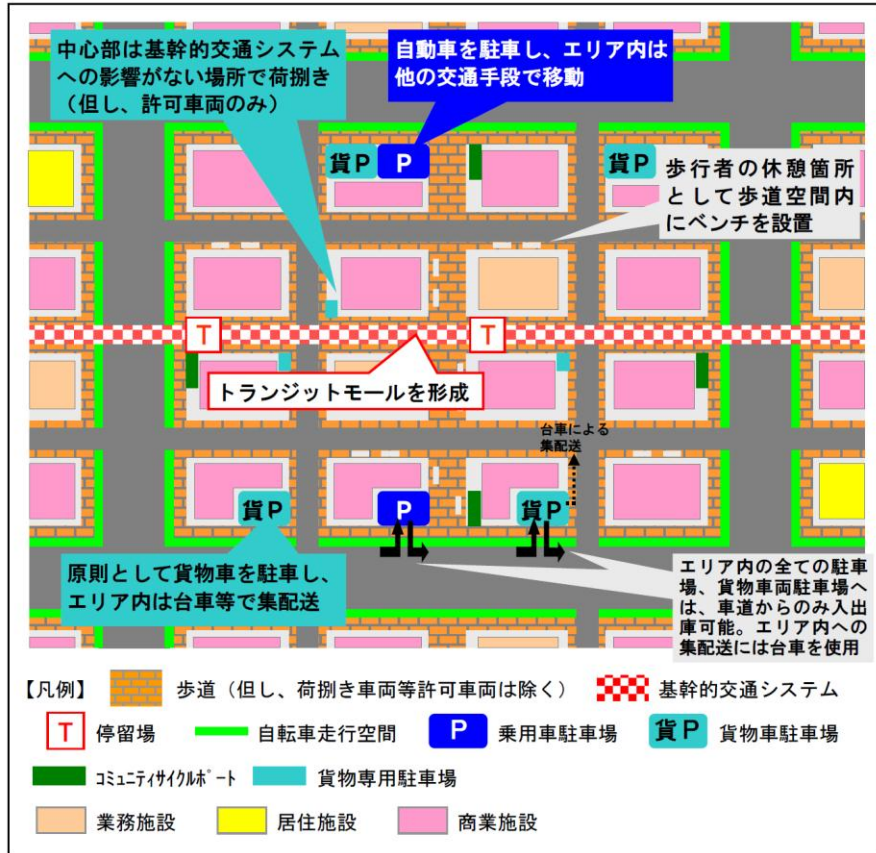 中心部は基幹的交通システム
への影響がない場所で荷捌き
（但し、許可車両のみ）
自動車を駐車し、エリア内は
他の交通手段で移動
貨P
P
貨P
歩行者の休憩箇所
として歩道空間内
にベンチを設置
T
T
トランジットモールを形成
台車による
集配送
貨P
P
貨P
原則として貨物車を駐車し、
エリア内は台車等で集配送
エリア内の全ての駐車
場、貨物車両駐車場へ
は、車道からのみ入出
庫可能。エリア内への
集配送には台車を使用
【凡例】 歩道（但し、荷捌き車両等許可車両は除く） 基幹的交通システム
T 停留場 自転車走行空間 P 乗用車駐車場 貨P 貨物車駐車場
ｺﾐｭﾆﾃｨｻｲｸﾙﾎﾟｰﾄ 貨物専用駐車場
業務施設 居住施設 商業施設